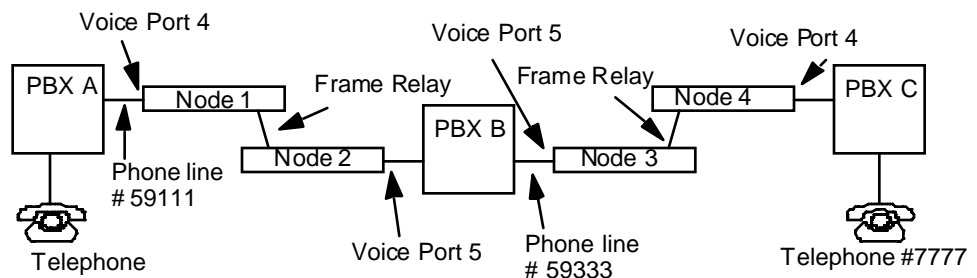 Voice Port 4
PBX A
Node 1
Frame Relay
Phone line
# 59111
Telephone
Node 2
Voice Port 5
PBX B
Voice Port 5
Phone line
# 59333
Node 3
Frame Relay
Node 4
Voice Port 4
PBX C
Telephone #7777